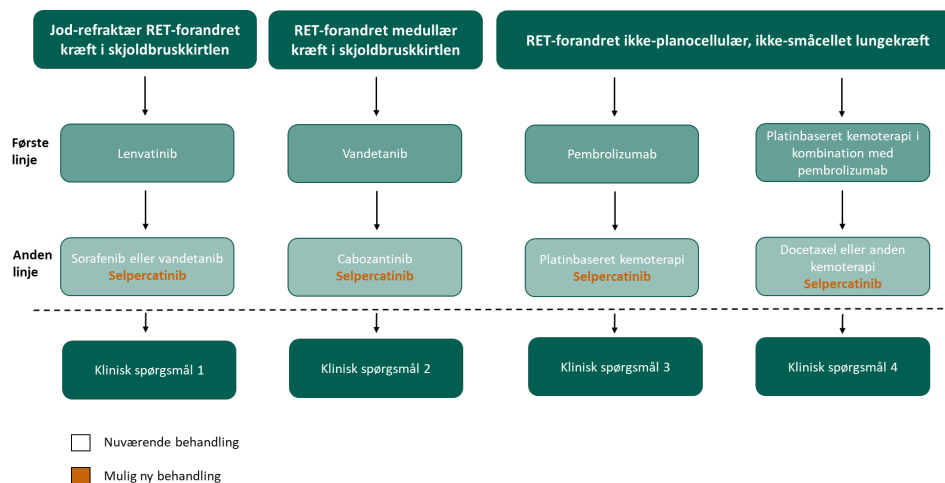 Jod-refraktær RET-forandret
kræft i skjoldbruskkirtlen
RET-forandret medullær
kræft i skjoldbruskkirtlen
RET-forandret ikke-planocellulær, ikke-småcellet lungekræft
Første
linje
Lenvatinib
Vandetanib
Pembrolizumab
Platinbaseret kemoterapi i
kombination med
pembrolizumab
Anden
linje
Sorafenib eller vandetanib
Selpercatinib
Cabozantinib
Selpercatinib
Platinbaseret kemoterapi
Selpercatinib
Docetaxel eller anden
kemoterapi
Selpercatinib
Klinisk spørgsmål 1
Klinisk spørgsmål 2
Klinisk spørgsmål 3
Klinisk spørgsmål 4
Nuværende behandling
Mulig ny behandling